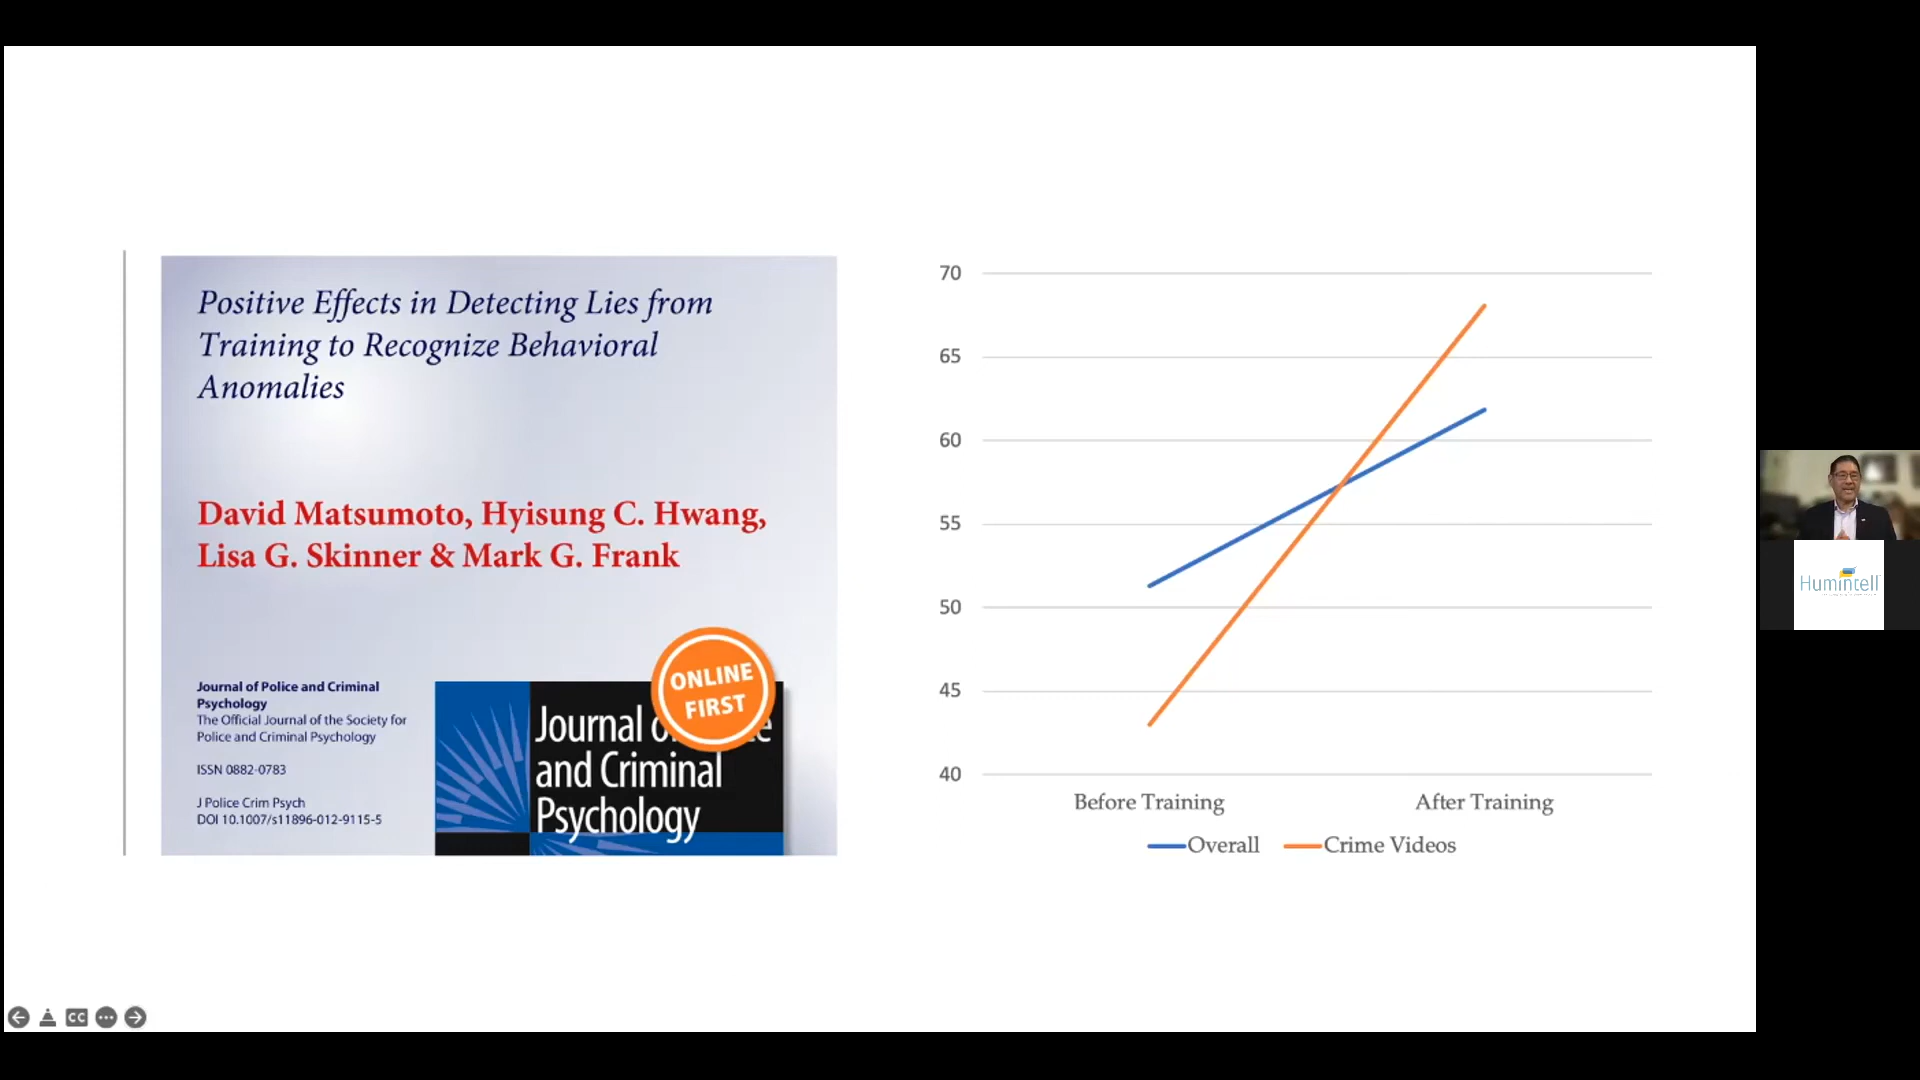 Positive Effects in Detecting Lies from
Training to Recognize Behavioral
Anomalies
David Matsumoto, Hyisung C. Hwang,
Lisa G. Skinner & Mark G. Frank
Journal of Police and Criminal
Psychology
The Official Journal of the Society for
Police and Criminal Psychology
ISSN 0882-0783
J Police Crim Psych
DOI 10.1007/s11896-012-9115-5
ONLINE
FIRST
Journal
and Criminal
Psychology
70
65
60
55
50
45
40
Before Training After Training
Overall Crime Videos
Humintell
CC